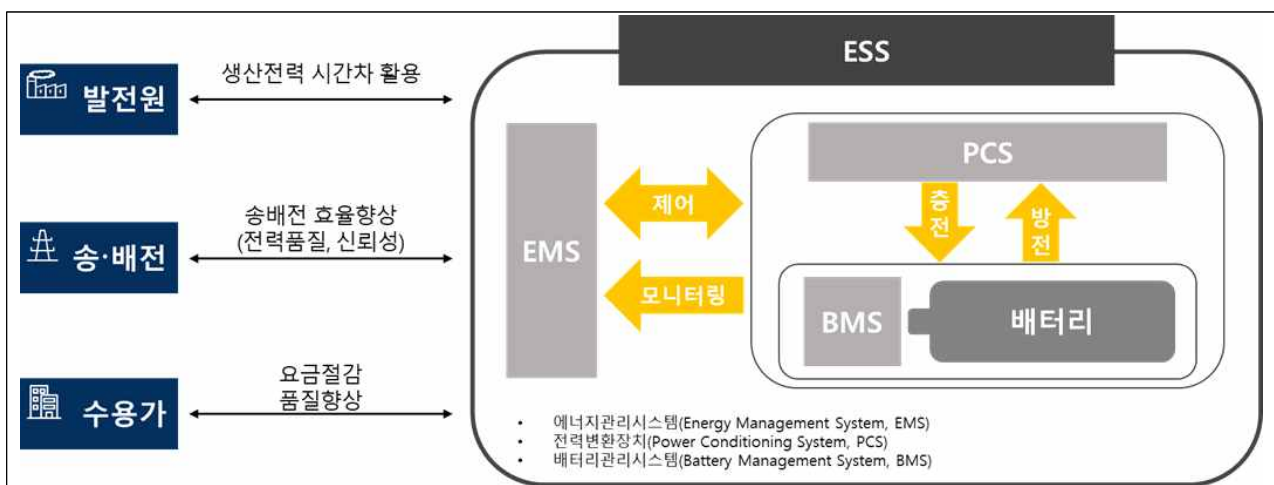 ESS
발전원
생산전력 시간차 활용
송·배전
송배전 효율향상
(전력품질, 신뢰성)
수용가
요금절감
품질향상
EMS
제어
모니터링
PCS
충전
방전
BMS
배터리
• 에너지관리시스템(Energy Management System, EMS)
• 전력변환장치(Power Conditioning System, PCS)
• 배터리관리시스템(Battery Management System, BMS)